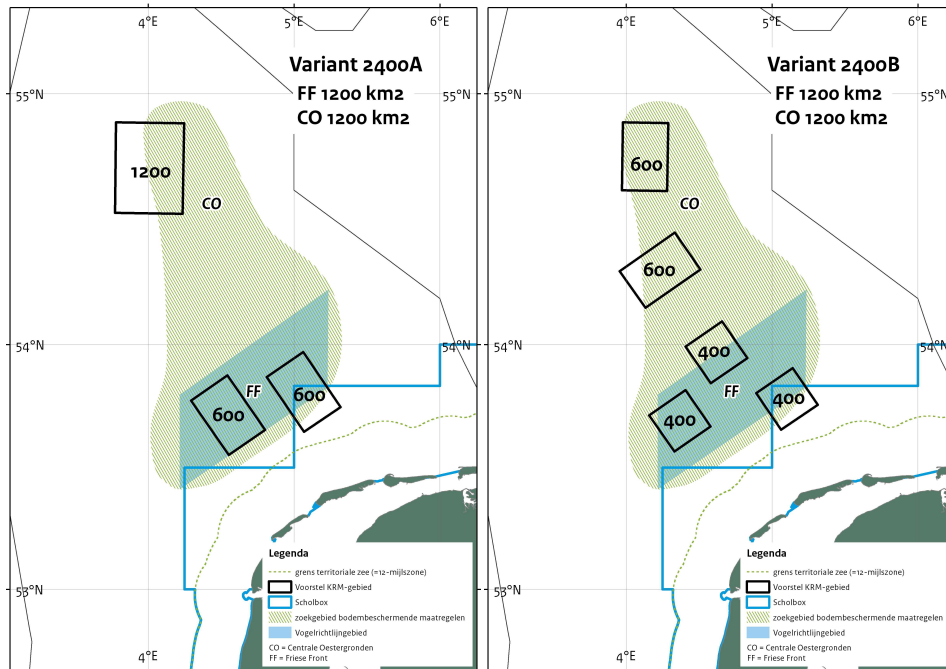 4°E
5°E
6°E
Variant 2400A
FF 1200 km2
CO 1200 km2
55°N
55°N
1200
CO
54°N
54°N
FF
600
600
53°N
4°E
Legenda
grens territoriale zee (=12-mijlszone)
Voorstel KRM-gebied
Scholbox
zoekgebied bodembeschermende maatregelen
Vogelrichtlijngebied
CO = Centrale Oestergronden
FF = Friese Front
4°E
5°E
6°E
Variant 2400B
FF 1200 km2
CO 1200 km2
55°N
55°N
600
CO
600
54°N
54°N
400
FF
400
400
53°N
4°E
Legenda
grens territoriale zee (=12-mijlszone)
Voorstel KRM-gebied
Scholbox
zoekgebied bodembeschermende maatregelen
Vogelrichtlijngebied
CO = Centrale Oestergronden
FF = Friese Front